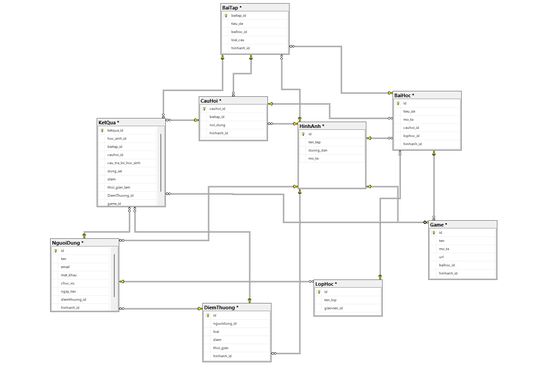 BaiTap *
baitap_id
tieu_de
baihoc_id
loai_cau
hinhanh_id
CauHoi *
cauhoi_id
baitap_id
noi_dung
hinhanh_id
BaiHoc *
id
tieu_de
mo_ta
cauhoi_id
lophoc_id
hinhanh_id
KetQua *
ketqua_id
hoc_sinh_id
baitap_id
cauhoi_id
cau_tra_loi_hoc_sinh
dung_sai
diem
thoi_gian_lam
DiemThuong_id
game_id
HinhAnh *
id
ten_tep
duong_dan
mo_ta
Game *
id
ten
mo_ta
url
baihoc_id
hinhanh_id
NguoiDung *
id
ten
email
mat_khau
chuc_vu
ngay_tao
diemthuong_id
hinhanh_id
LopHoc *
id
ten_lop
giaovien_id
DiemThuong *
id
nguoidung_id
loai
diem
thoi_gian
hinhanh_id